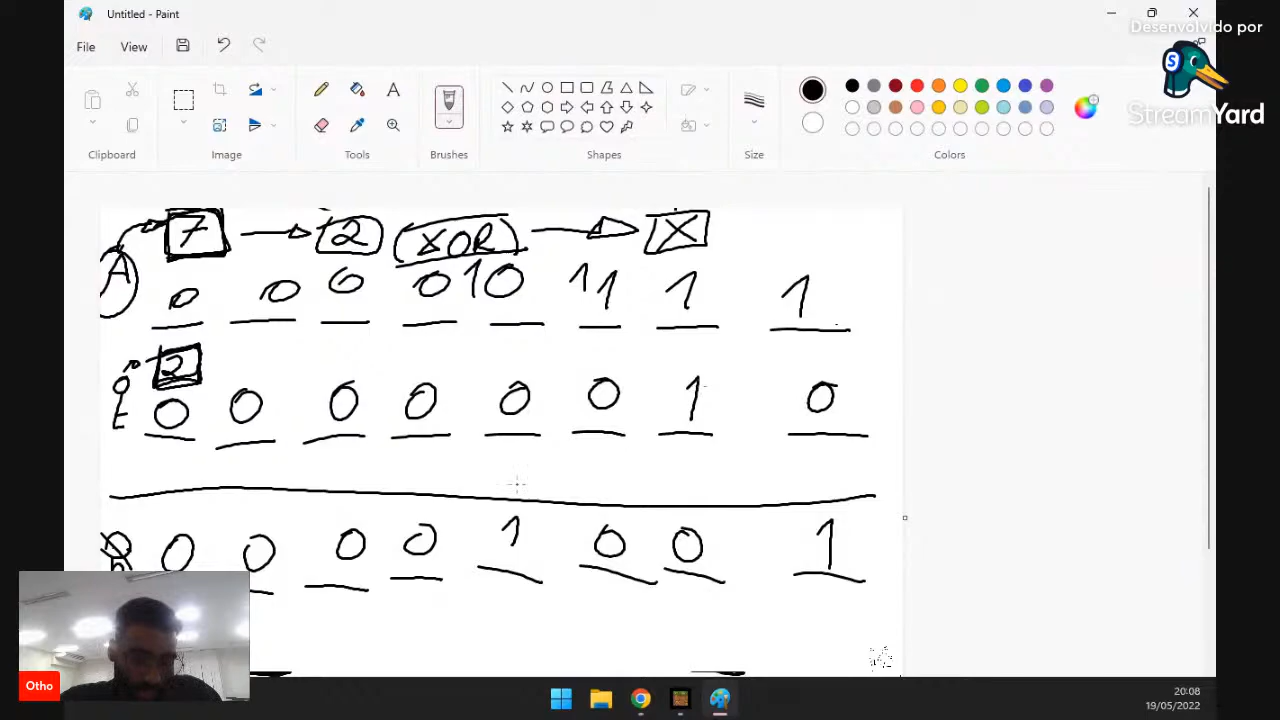 Untitled - Paint
Desenvolvido por
StreamYard
File View
A
Clipboard Image Tools Brushes Shapes Size Colors
7 2 (XOR) X
A
0 0 0 0 1 0 1 1 1 1
2
0 0 0 0 0 0 1 0
0 0 0 0 1 0 0 1
Otho
20:08
19/05/2022